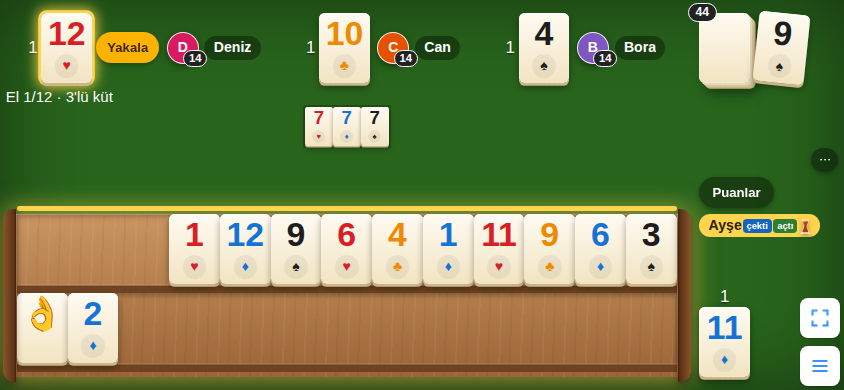 1 12 Yakala D 14 Deniz 1 10 C 14 Can 1 4 B 14 Bora 44 9
El 1/12 · 3'lü küt
7 7 7
Puanlar
Ayşe çekti açtı
1 12 9 6 4 1 11 9 6 3
2
1
11